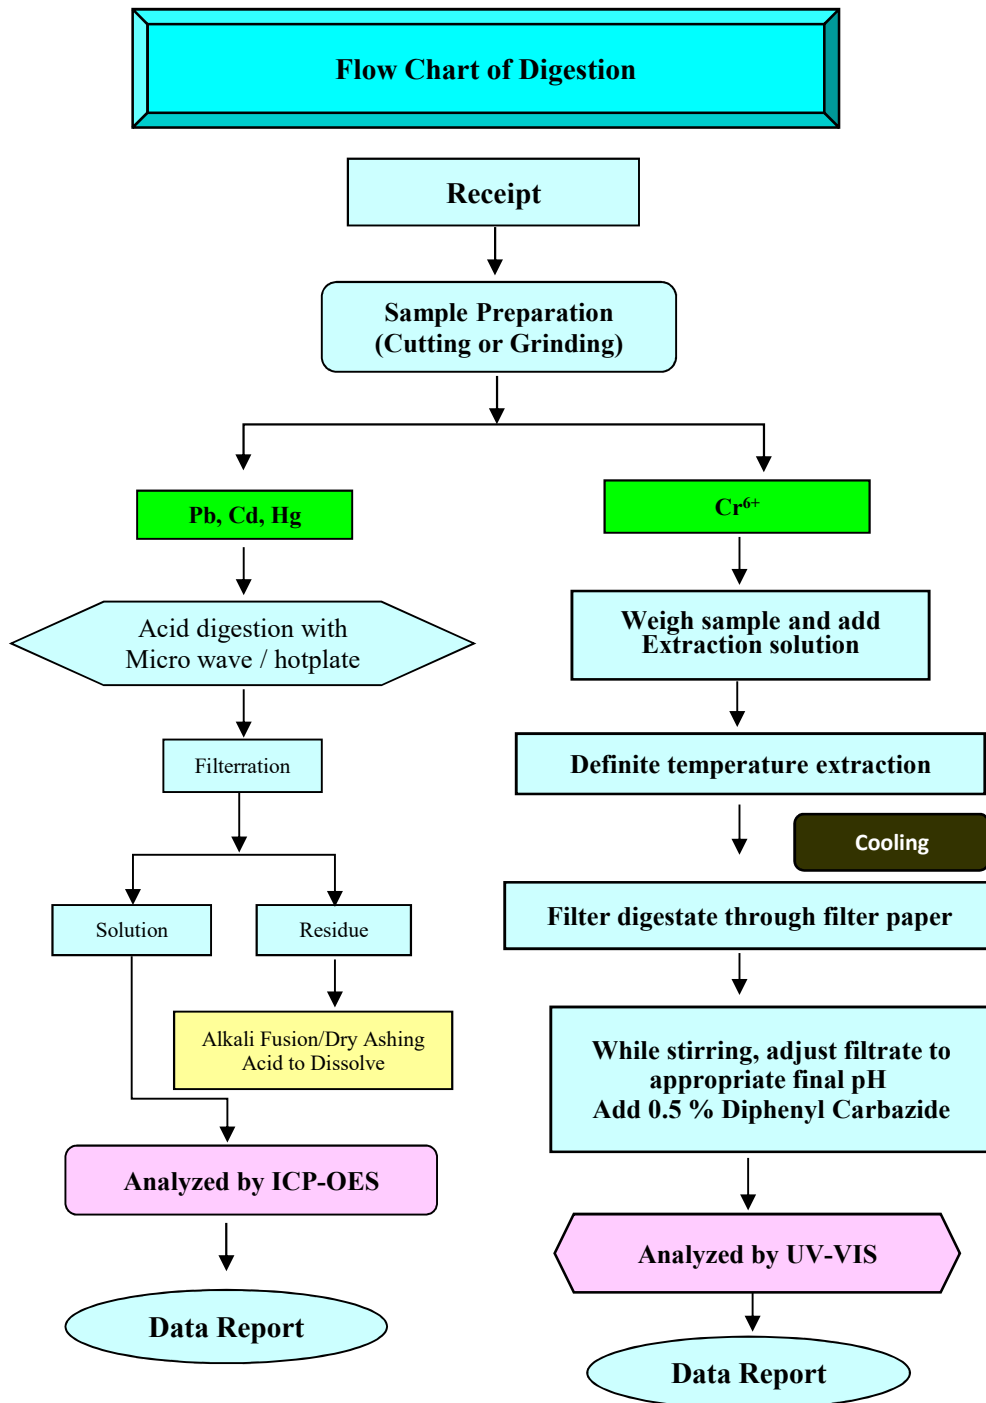 Flow Chart of Digestion
Receipt
Sample Preparation
(Cutting or Grinding)
Pb, Cd, Hg
Acid digestion with
Micro wave / hotplate
Filterration
Solution
Residue
Alkali Fusion/Dry Ashing
Acid to Dissolve
Analyzed by ICP-OES
Data Report
Cr⁶⁺
Weigh sample and add
Extraction solution
Definite temperature extraction
Cooling
Filter digestate through filter paper
While stirring, adjust filtrate to
appropriate final pH
Add 0.5 % Diphenyl Carbazide
Analyzed by UV-VIS
Data Report